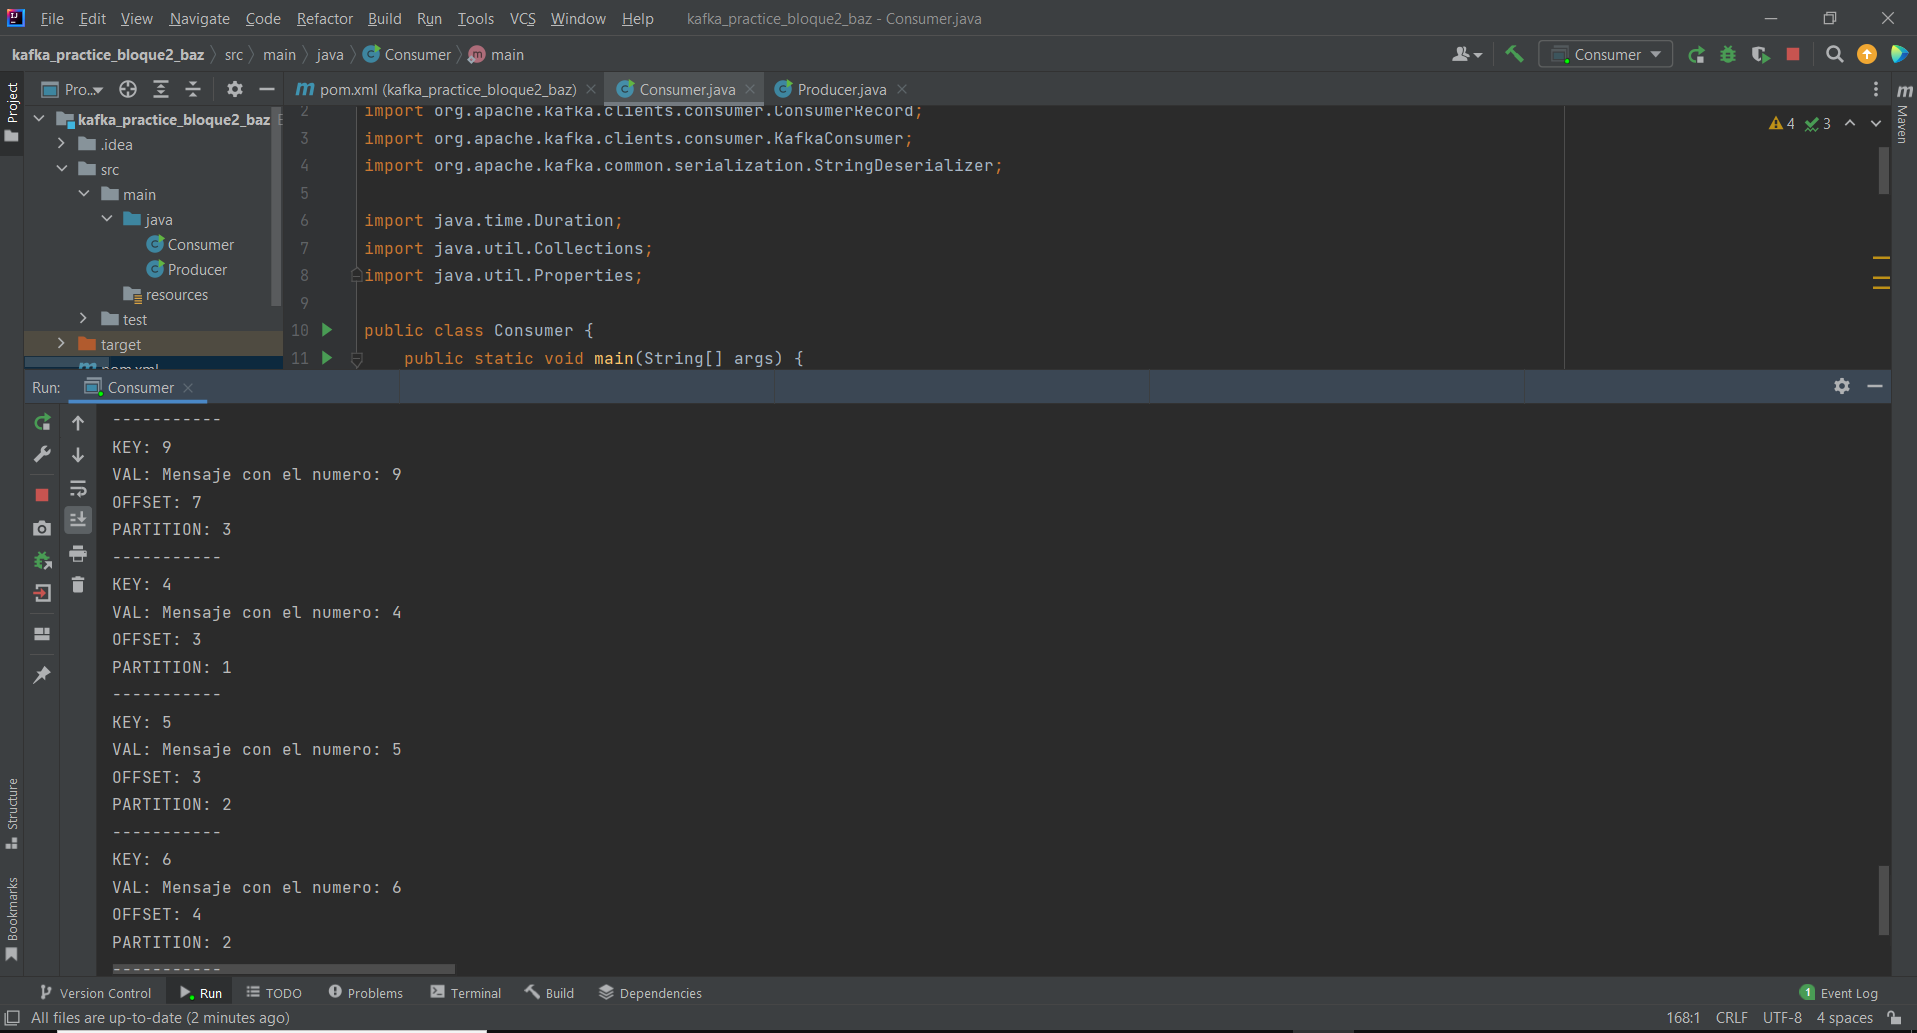 File Edit View Navigate Code Refactor Build Run Tools VCS Window Help kafka_practice_bloque2_baz - Consumer.java
kafka_practice_bloque2_baz src main java Consumer main Consumer
Project
Pro... pom.xml (kafka_practice_bloque2_baz) Consumer.java Producer.java
Maven
kafka_practice_bloque2_baz
.idea
src
main
java
Consumer
Producer
resources
test
target
pom.xml
4 3
2 import org.apache.kafka.clients.consumer.ConsumerRecord;
3 import org.apache.kafka.clients.consumer.KafkaConsumer;
4 import org.apache.kafka.common.serialization.StringDeserializer;
5
6 import java.time.Duration;
7 import java.util.Collections;
8 import java.util.Properties;
9
10 public class Consumer {
11 public static void main(String[] args) {
Run: Consumer
-----------
KEY: 9
VAL: Mensaje con el numero: 9
OFFSET: 7
PARTITION: 3
-----------
KEY: 4
VAL: Mensaje con el numero: 4
OFFSET: 3
PARTITION: 1
-----------
KEY: 5
VAL: Mensaje con el numero: 5
OFFSET: 3
PARTITION: 2
-----------
KEY: 6
VAL: Mensaje con el numero: 6
OFFSET: 4
PARTITION: 2
-----------
Structure
Bookmarks
Version Control Run TODO Problems Terminal Build Dependencies 1 Event Log
All files are up-to-date (2 minutes ago) 168:1 CRLF UTF-8 4 spaces